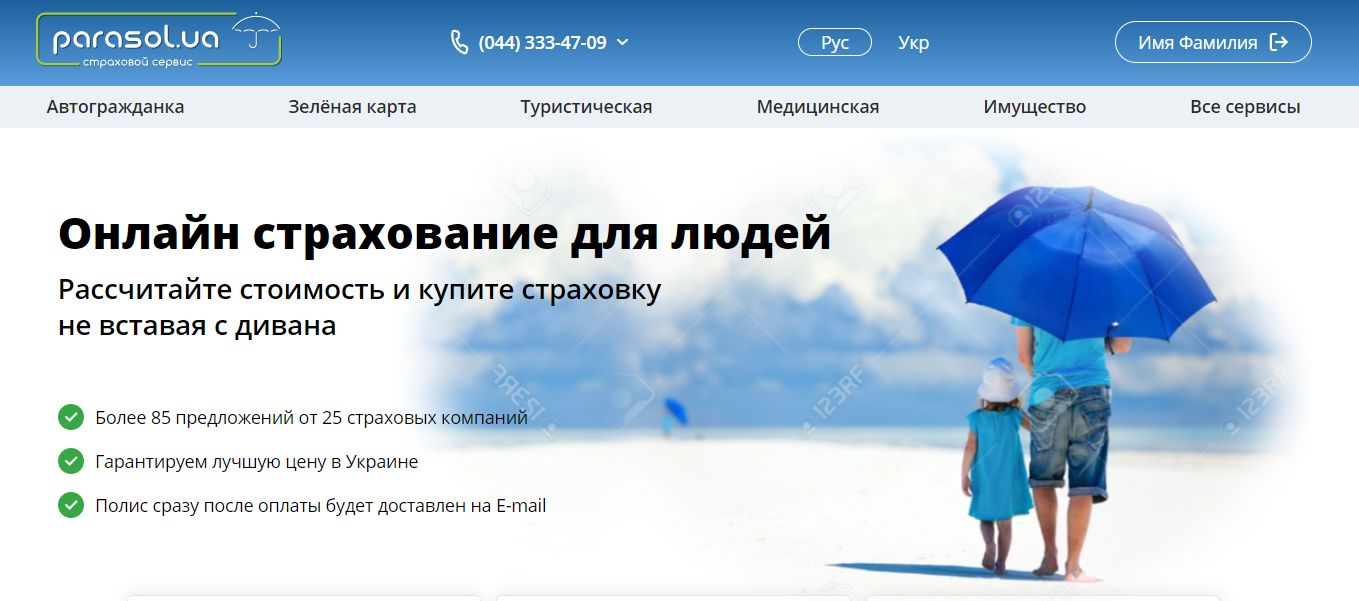 parasol.ua
страховой сервис
(044) 333-47-09
Рус
Укр
Имя Фамилия
Автогражданка
Зелёная карта
Туристическая
Медицинская
Имущество
Все сервисы
Онлайн страхование для людей
Рассчитайте стоимость и купите страховку
не вставая с дивана
Более 85 предложений от 25 страховых компаний
Гарантируем лучшую цену в Украине
Полис сразу после оплаты будет доставлен на E-mail
123RF
123RF